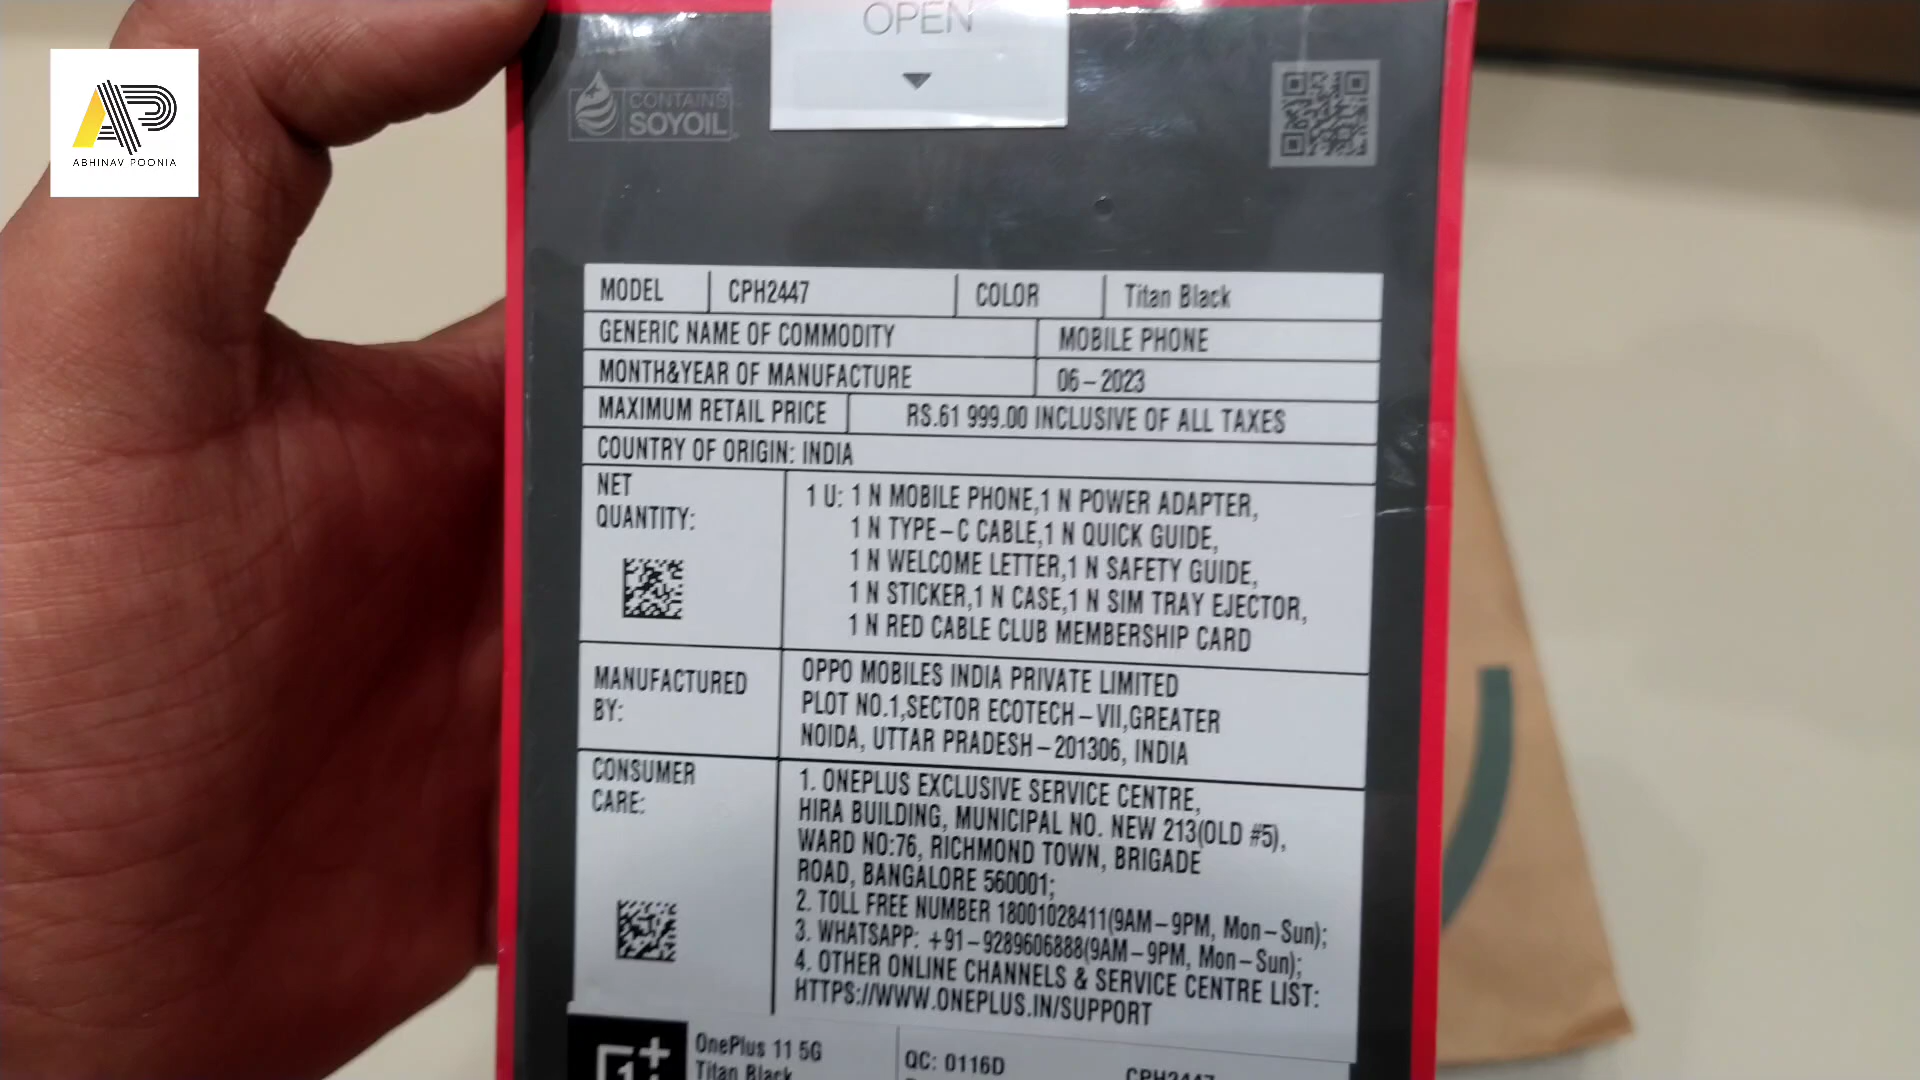 OPEN
CONTAINS
SOYOIL
AP
ABHINAV POONIA
MODEL CPH2447 COLOR Titan Black
GENERIC NAME OF COMMODITY MOBILE PHONE
MONTH&YEAR OF MANUFACTURE 06-2023
MAXIMUM RETAIL PRICE RS.61 999.00 INCLUSIVE OF ALL TAXES
COUNTRY OF ORIGIN: INDIA
NET
QUANTITY:
1 U: 1 N MOBILE PHONE,1 N POWER ADAPTER,
1 N TYPE-C CABLE,1 N QUICK GUIDE,
1 N WELCOME LETTER,1 N SAFETY GUIDE,
1 N STICKER,1 N CASE,1 N SIM TRAY EJECTOR,
1 N RED CABLE CLUB MEMBERSHIP CARD
MANUFACTURED
BY:
OPPO MOBILES INDIA PRIVATE LIMITED
PLOT NO.1,SECTOR ECOTECH-VII,GREATER
NOIDA, UTTAR PRADESH-201306, INDIA
CONSUMER
CARE:
1. ONEPLUS EXCLUSIVE SERVICE CENTRE,
HIRA BUILDING, MUNICIPAL NO. NEW 213(OLD #5),
WARD NO:76, RICHMOND TOWN, BRIGADE
ROAD, BANGALORE 560001;
2. TOLL FREE NUMBER 18001028411(9AM-9PM, Mon-Sun);
3. WHATSAPP: +91-9289606888(9AM-9PM, Mon-Sun);
4. OTHER ONLINE CHANNELS & SERVICE CENTRE LIST:
HTTPS://WWW.ONEPLUS.IN/SUPPORT
OnePlus 11 5G
Titan Black
QC: 0116D
CPH2447